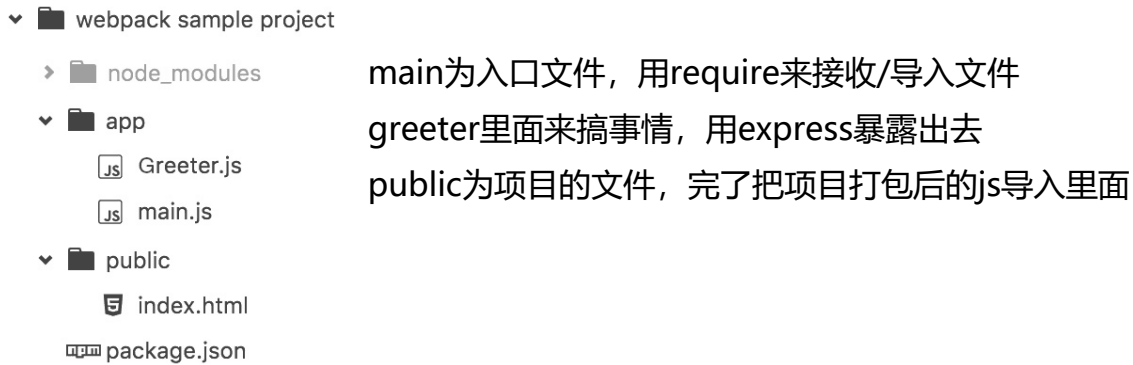 webpack sample project
node_modules
app
Greeter.js
main.js
public
index.html
package.json
main为入口文件，用require来接收/导入文件
greeter里面来搞事情，用express暴露出去
public为项目的文件，完了把项目打包后的js导入里面